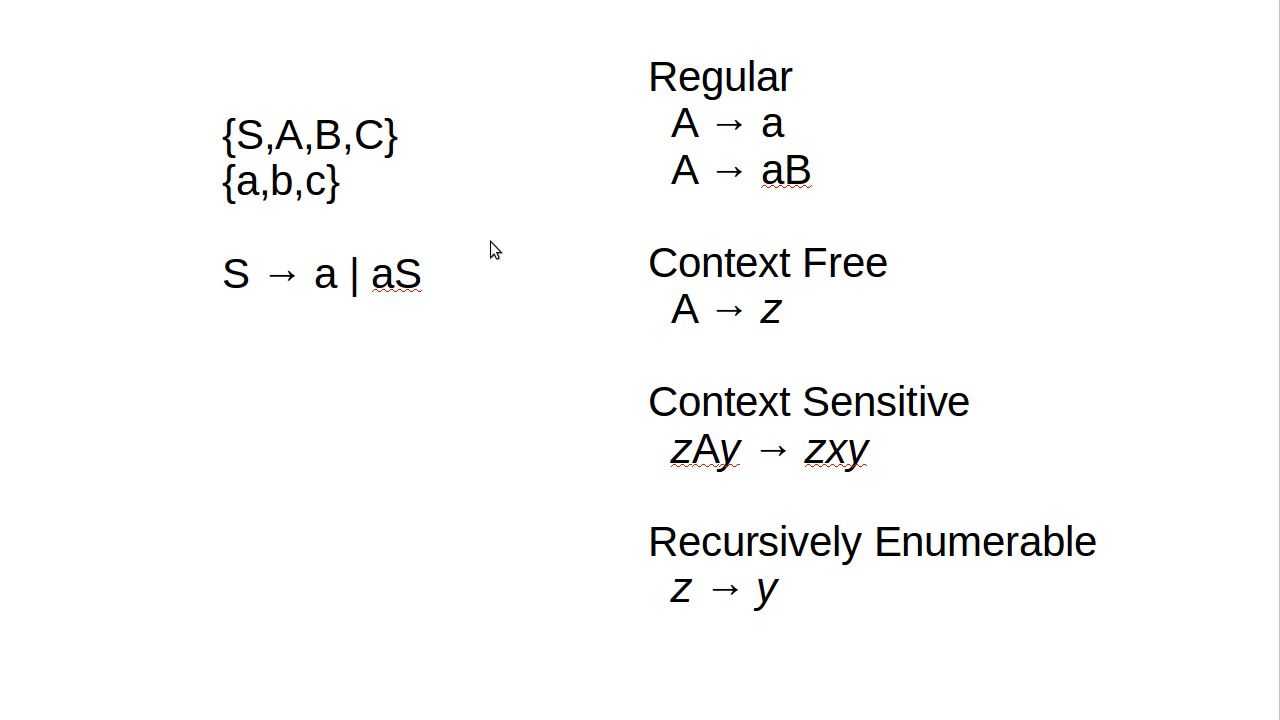 {S,A,B,C}
{a,b,c}
S → a | aS
Regular
A → a
A → aB
Context Free
A → z
Context Sensitive
zAy → zxy
Recursively Enumerable
z → y